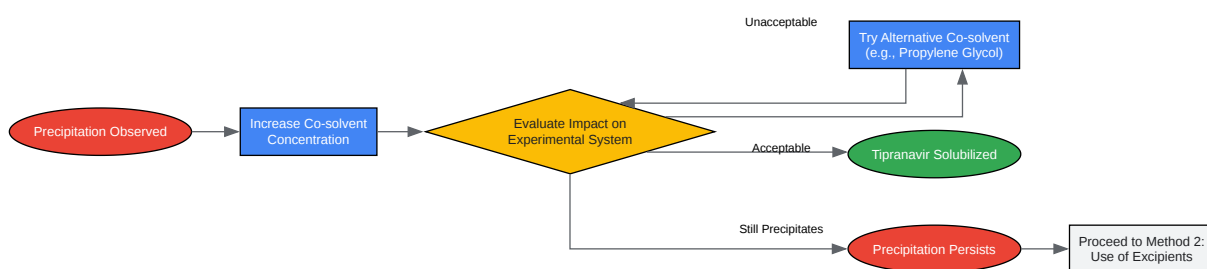 Unacceptable
Try Alternative Co-solvent
(e.g., Propylene Glycol)
Precipitation Observed
Increase Co-solvent
Concentration
Evaluate Impact on
Experimental System
Acceptable
Tipranavir Solubilized
Still Precipitates
Precipitation Persists
Proceed to Method 2:
Use of Excipients